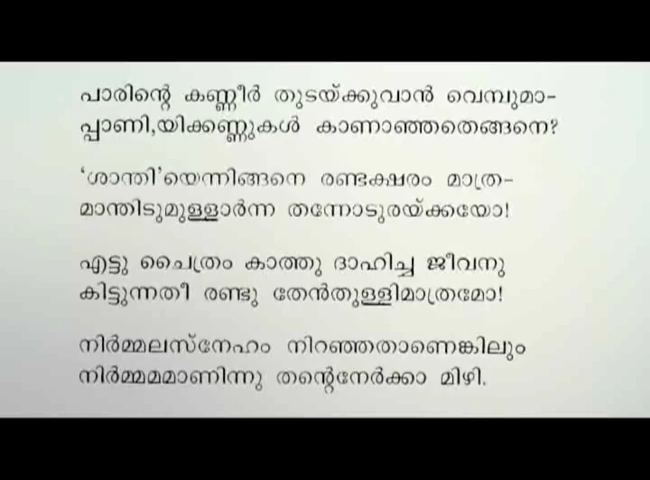 പാരിന്റെ കണ്ണീർ തുടയ്ക്കുവാൻ വെമ്പുമാ-
പ്പാണി,യിക്കണ്ണുകൾ കാണാഞ്ഞതെങ്ങനെ?
‘ശാന്തി’യെന്നിങ്ങനെ രണ്ടക്ഷരം മാത്ര-
മാന്തിടുമുള്ളാർന്ന തന്നോടുരയ്ക്കയോ!
എട്ടു ചൈത്രം കാത്തു ദാഹിച്ച ജീവനു
കിട്ടുന്നതീ രണ്ടു തേൻതുള്ളിമാത്രമോ!
നിർമ്മലസ്നേഹം നിറഞ്ഞതാണെങ്കിലും
നിർമ്മമമാണിന്നു തന്റെനേർക്കാ മിഴി.